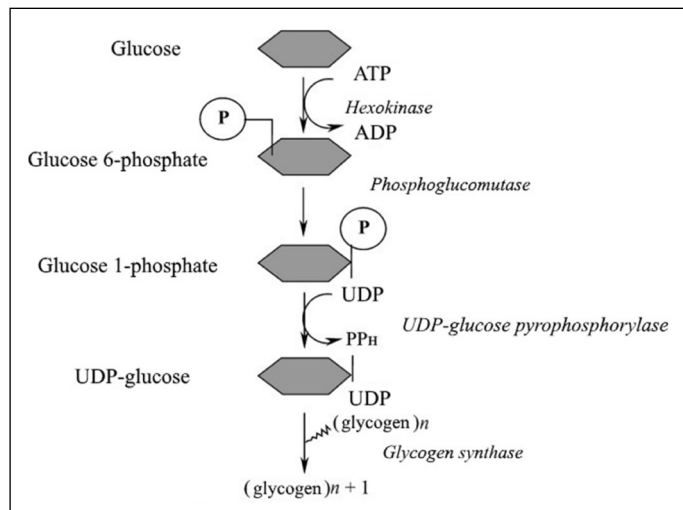 Glucose
ATP
Hexokinase
P
ADP
Glucose 6-phosphate
Phosphoglucomutase
P
Glucose 1-phosphate
UDP
UDP-glucose pyrophosphorylase
PPH
UDP-glucose
UDP
(glycogen)n
Glycogen synthase
(glycogen)n + 1